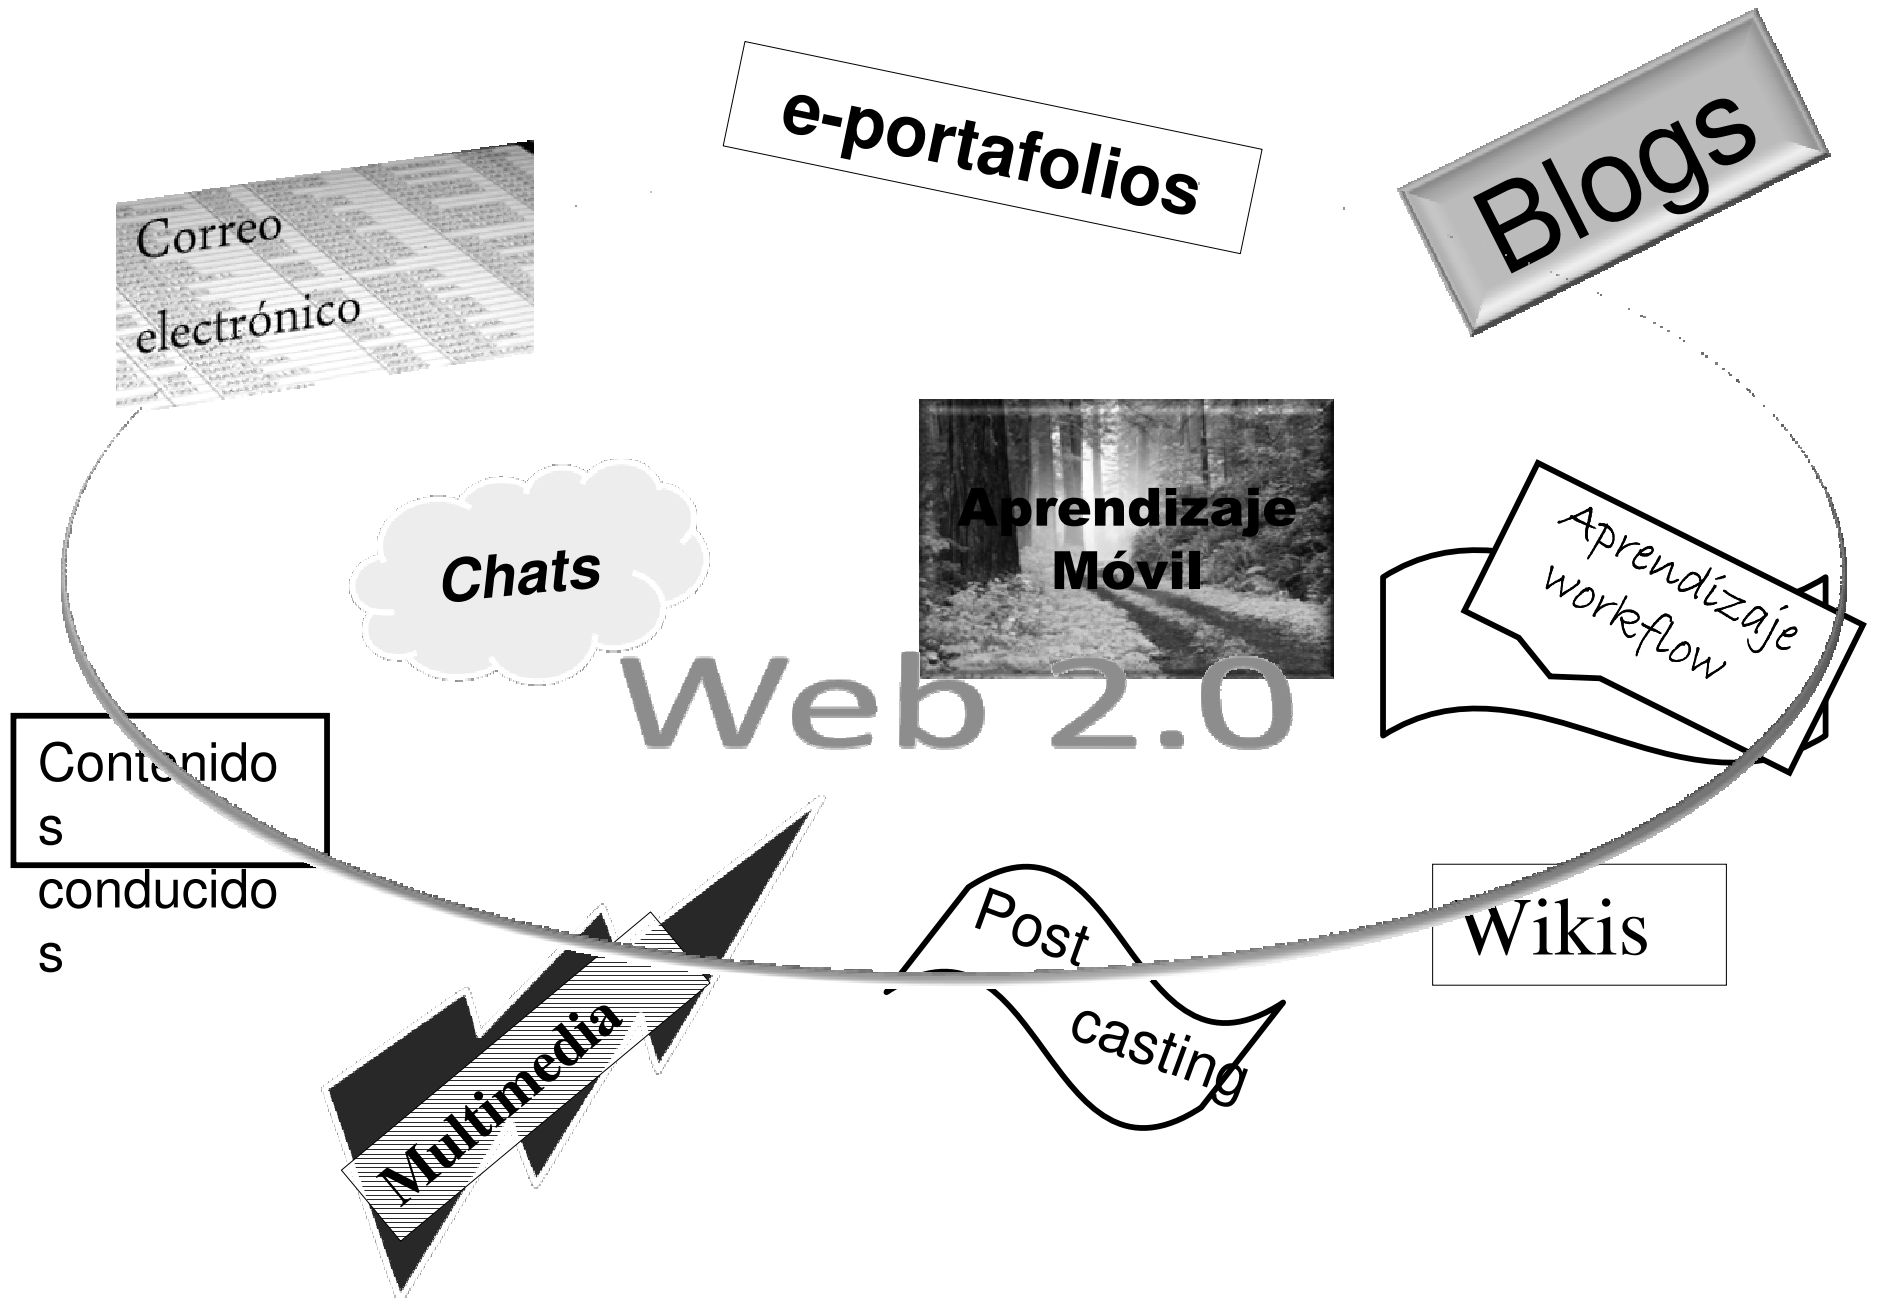 e-portafolios
Blogs
Correo
electrónico
Chats
Aprendizaje
Móvil
Aprendizaje
workflow
Web 2.0
Contenido
s
conducido
s
Multimedia
Post
casting
Wikis